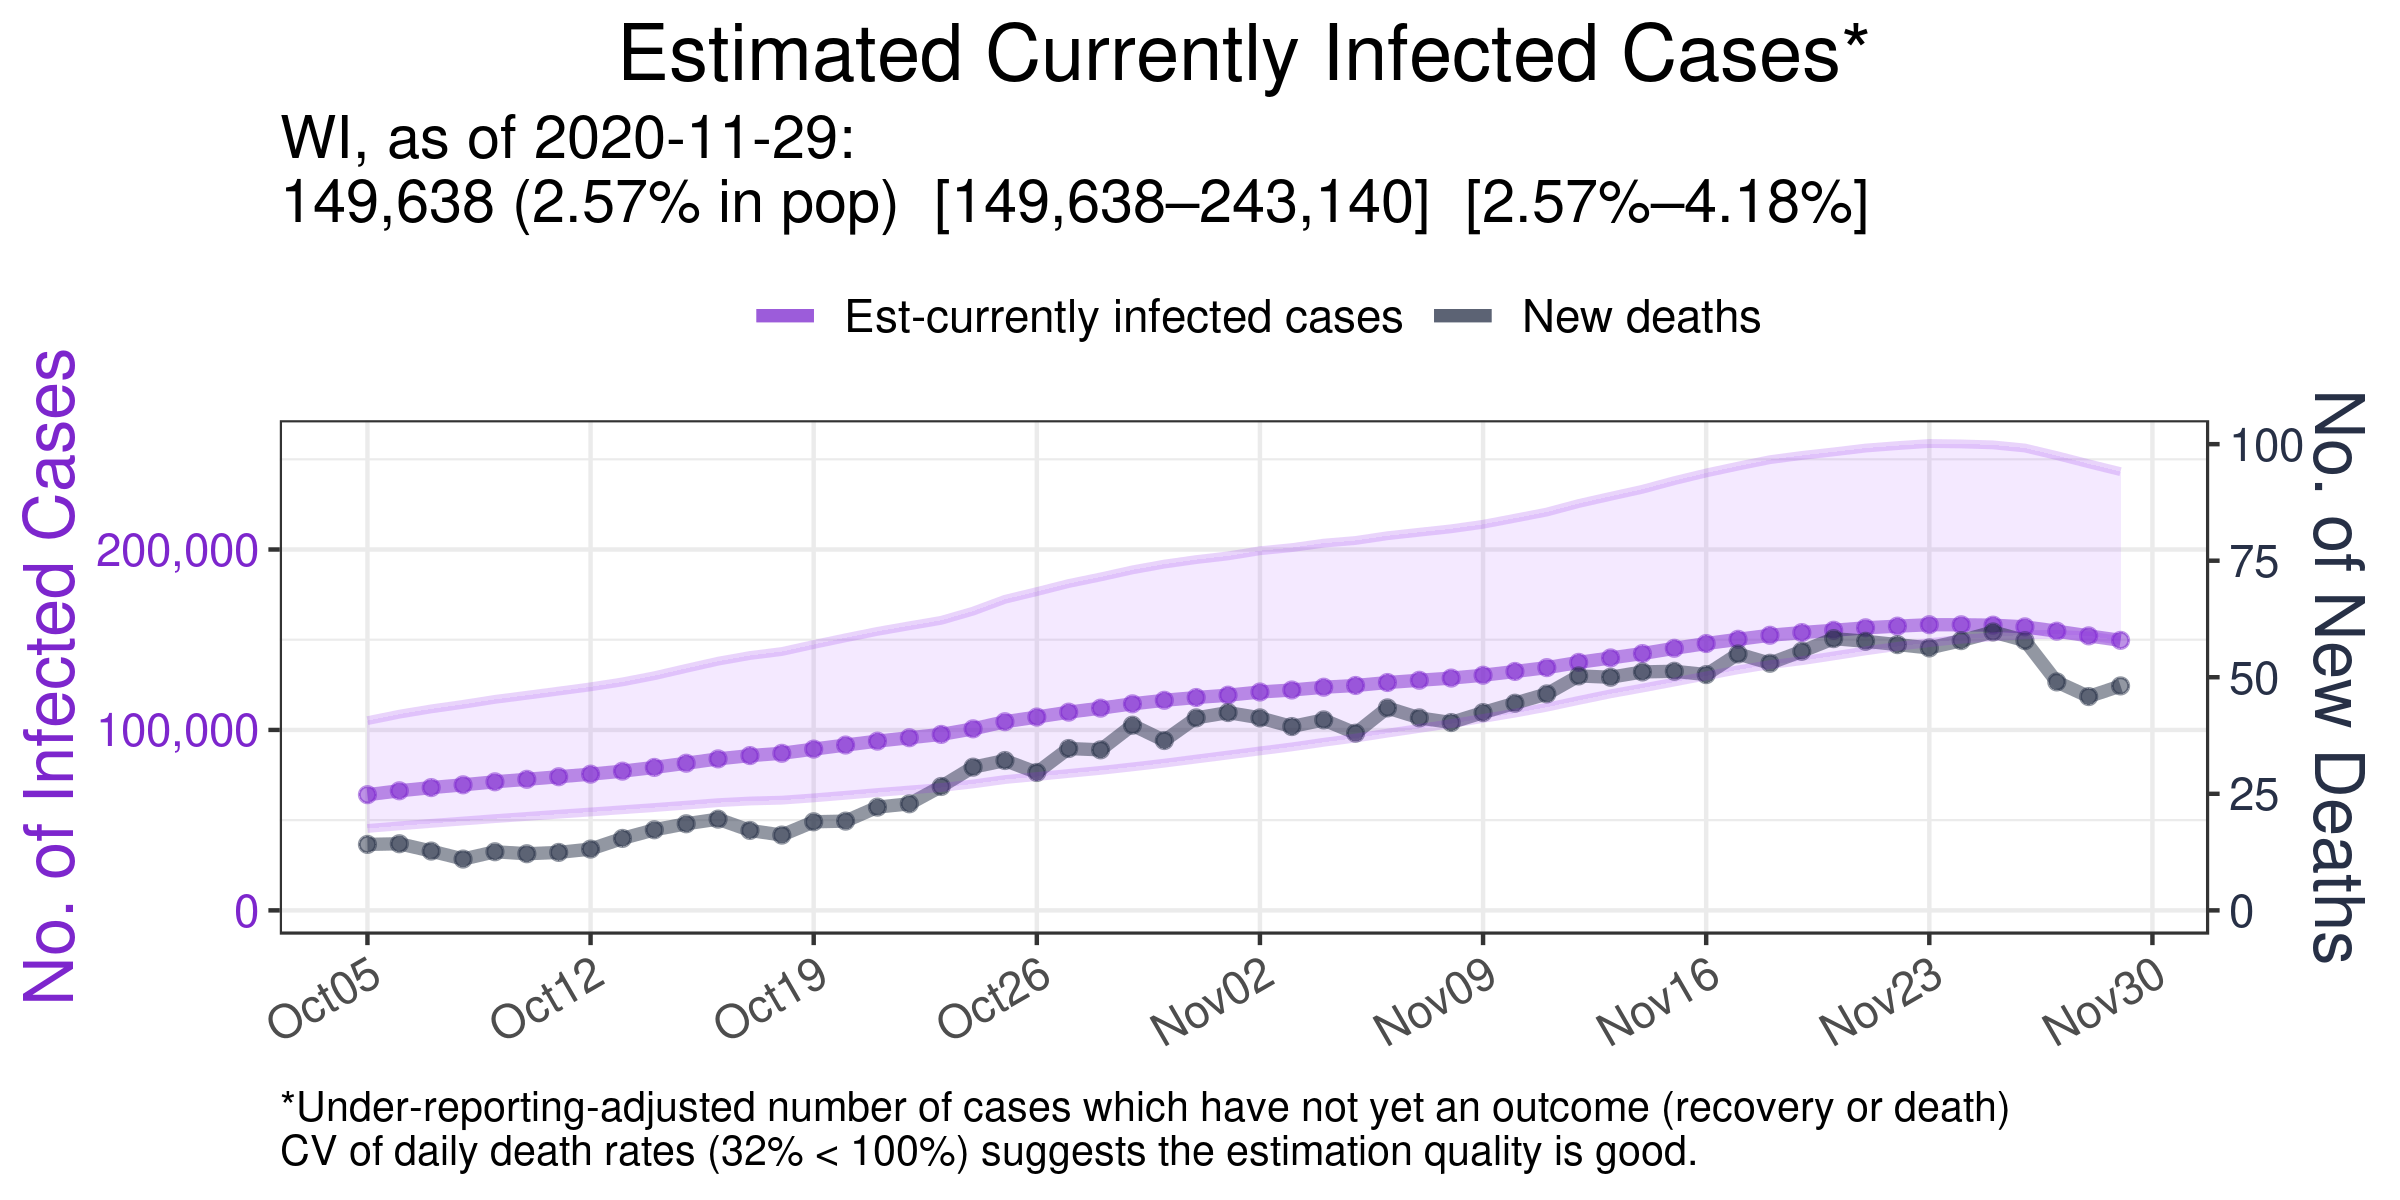 Estimated Currently Infected Cases*
WI, as of 2020-11-29:
149,638 (2.57% in pop)  [149,638–243,140]  [2.57%–4.18%]
Est-currently infected cases
New deaths
No. of Infected Cases
200,000
100,000
0
100
75
50
25
0
No. of New Deaths
Oct05
Oct12
Oct19
Oct26
Nov02
Nov09
Nov16
Nov23
Nov30
*Under-reporting-adjusted number of cases which have not yet an outcome (recovery or death)
CV of daily death rates (32% < 100%) suggests the estimation quality is good.